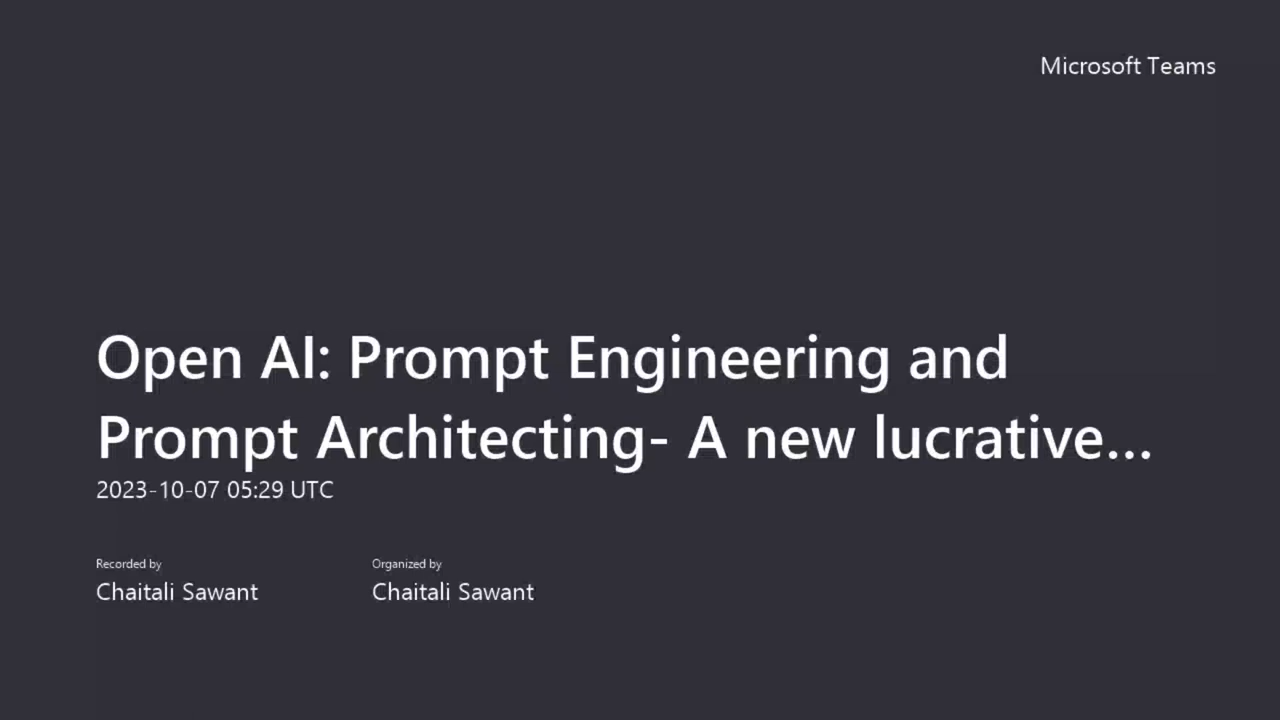 Microsoft Teams
Open AI: Prompt Engineering and
Prompt Architecting- A new lucrative...
2023-10-07 05:29 UTC
Recorded by
Organized by
Chaitali Sawant
Chaitali Sawant